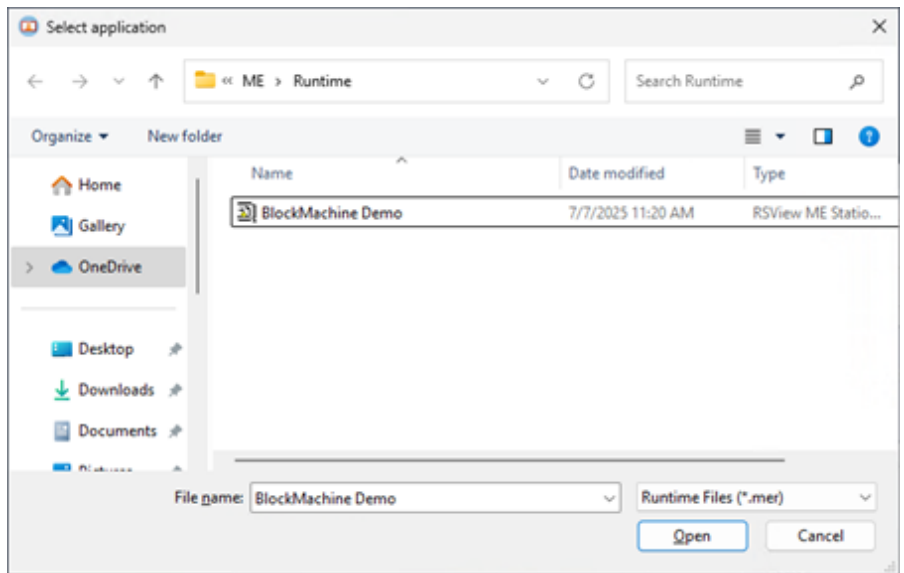 Select application
« ME > Runtime
Search Runtime
Organize
New folder
Name
Date modified
Type
Home
BlockMachine Demo
7/7/2025 11:20 AM
RSView ME Statio...
Gallery
OneDrive
Desktop
Downloads
Documents
File name:
BlockMachine Demo
Runtime Files (*.mer)
Open
Cancel